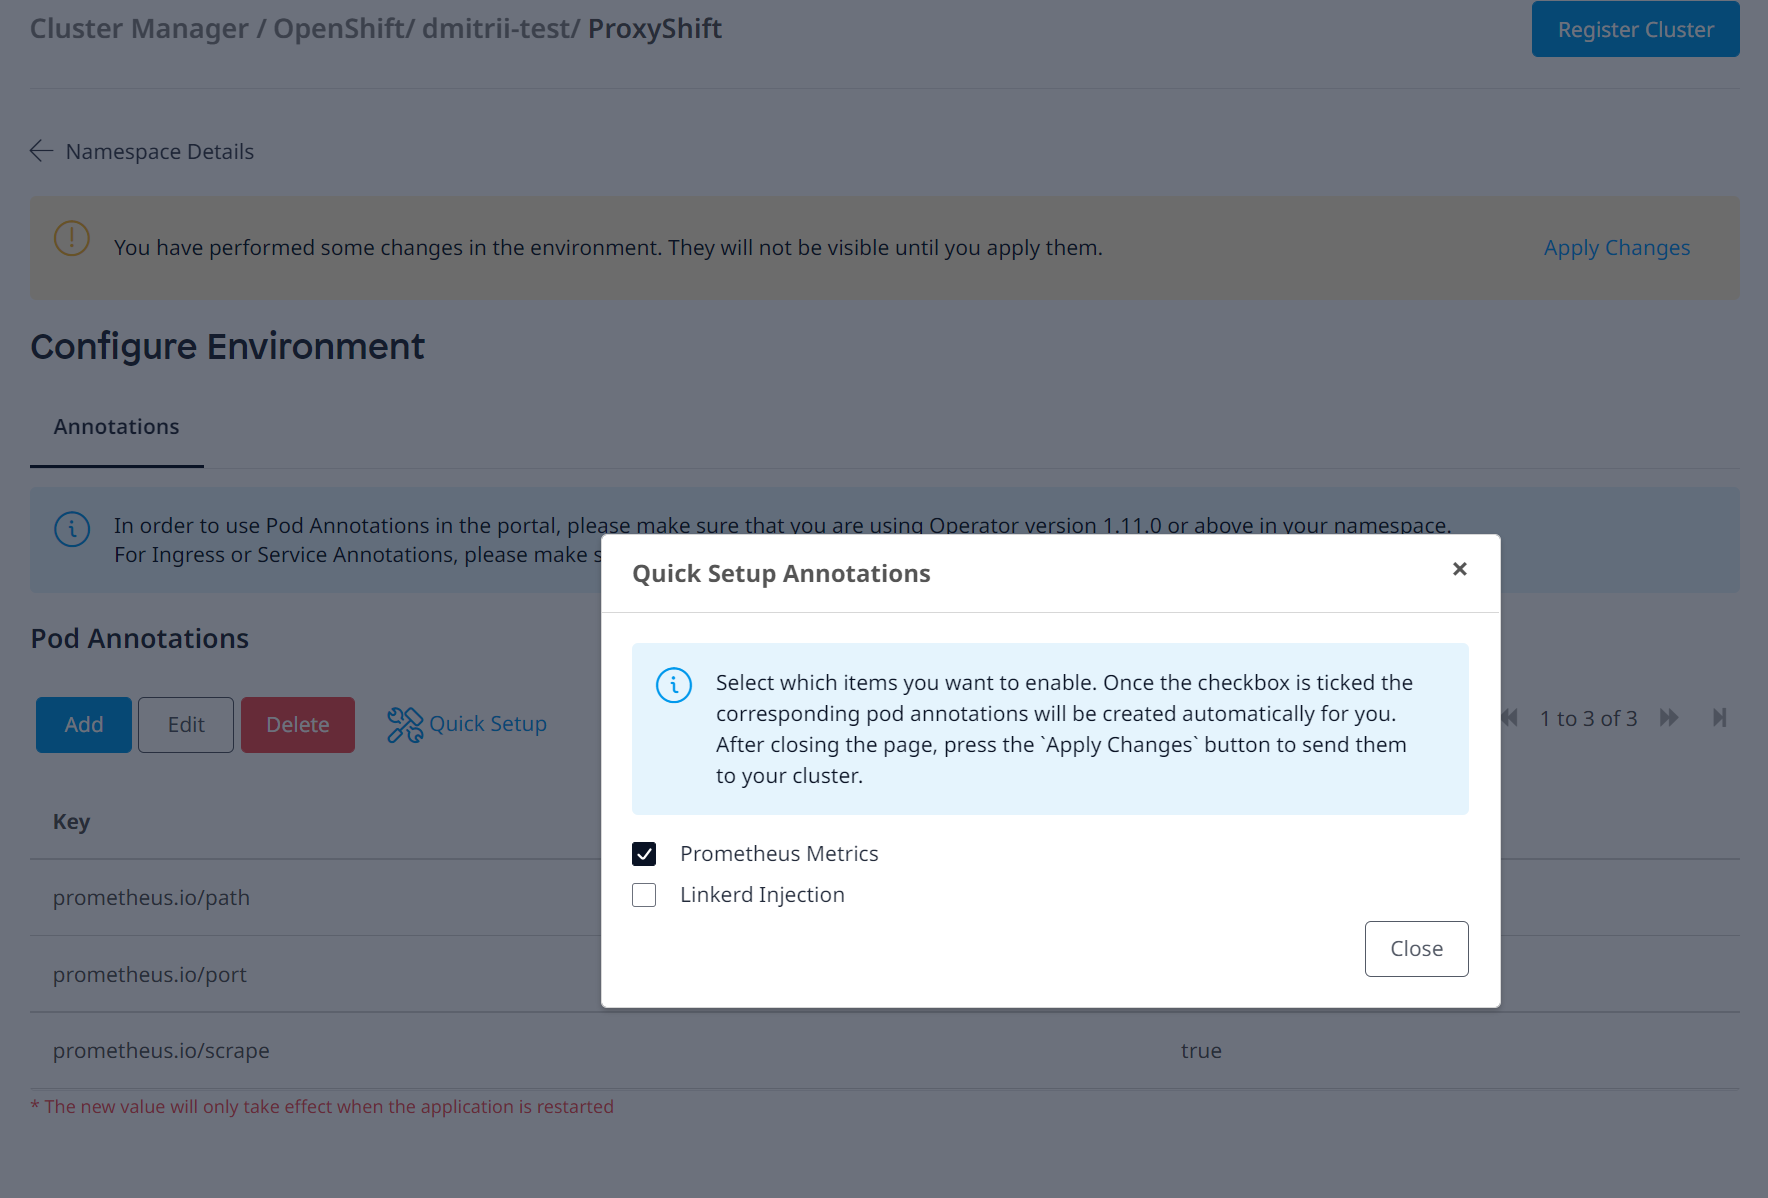 Cluster Manager / OpenShift/ dmitrii-test/ ProxyShift
Register Cluster
Namespace Details
You have performed some changes in the environment. They will not be visible until you apply them.
Apply Changes
Configure Environment
Annotations
In order to use Pod Annotations in the portal, please make sure that you are using Operator version 1.11.0 or above in your namespace.
For Ingress or Service Annotations, please make s
Quick Setup Annotations
Select which items you want to enable. Once the checkbox is ticked the
corresponding pod annotations will be created automatically for you.
After closing the page, press the `Apply Changes` button to send them
to your cluster.
Prometheus Metrics
Linkerd Injection
Close
Pod Annotations
Add
Edit
Delete
Quick Setup
1 to 3 of 3
Key
prometheus.io/path
prometheus.io/port
prometheus.io/scrape
true
* The new value will only take effect when the application is restarted